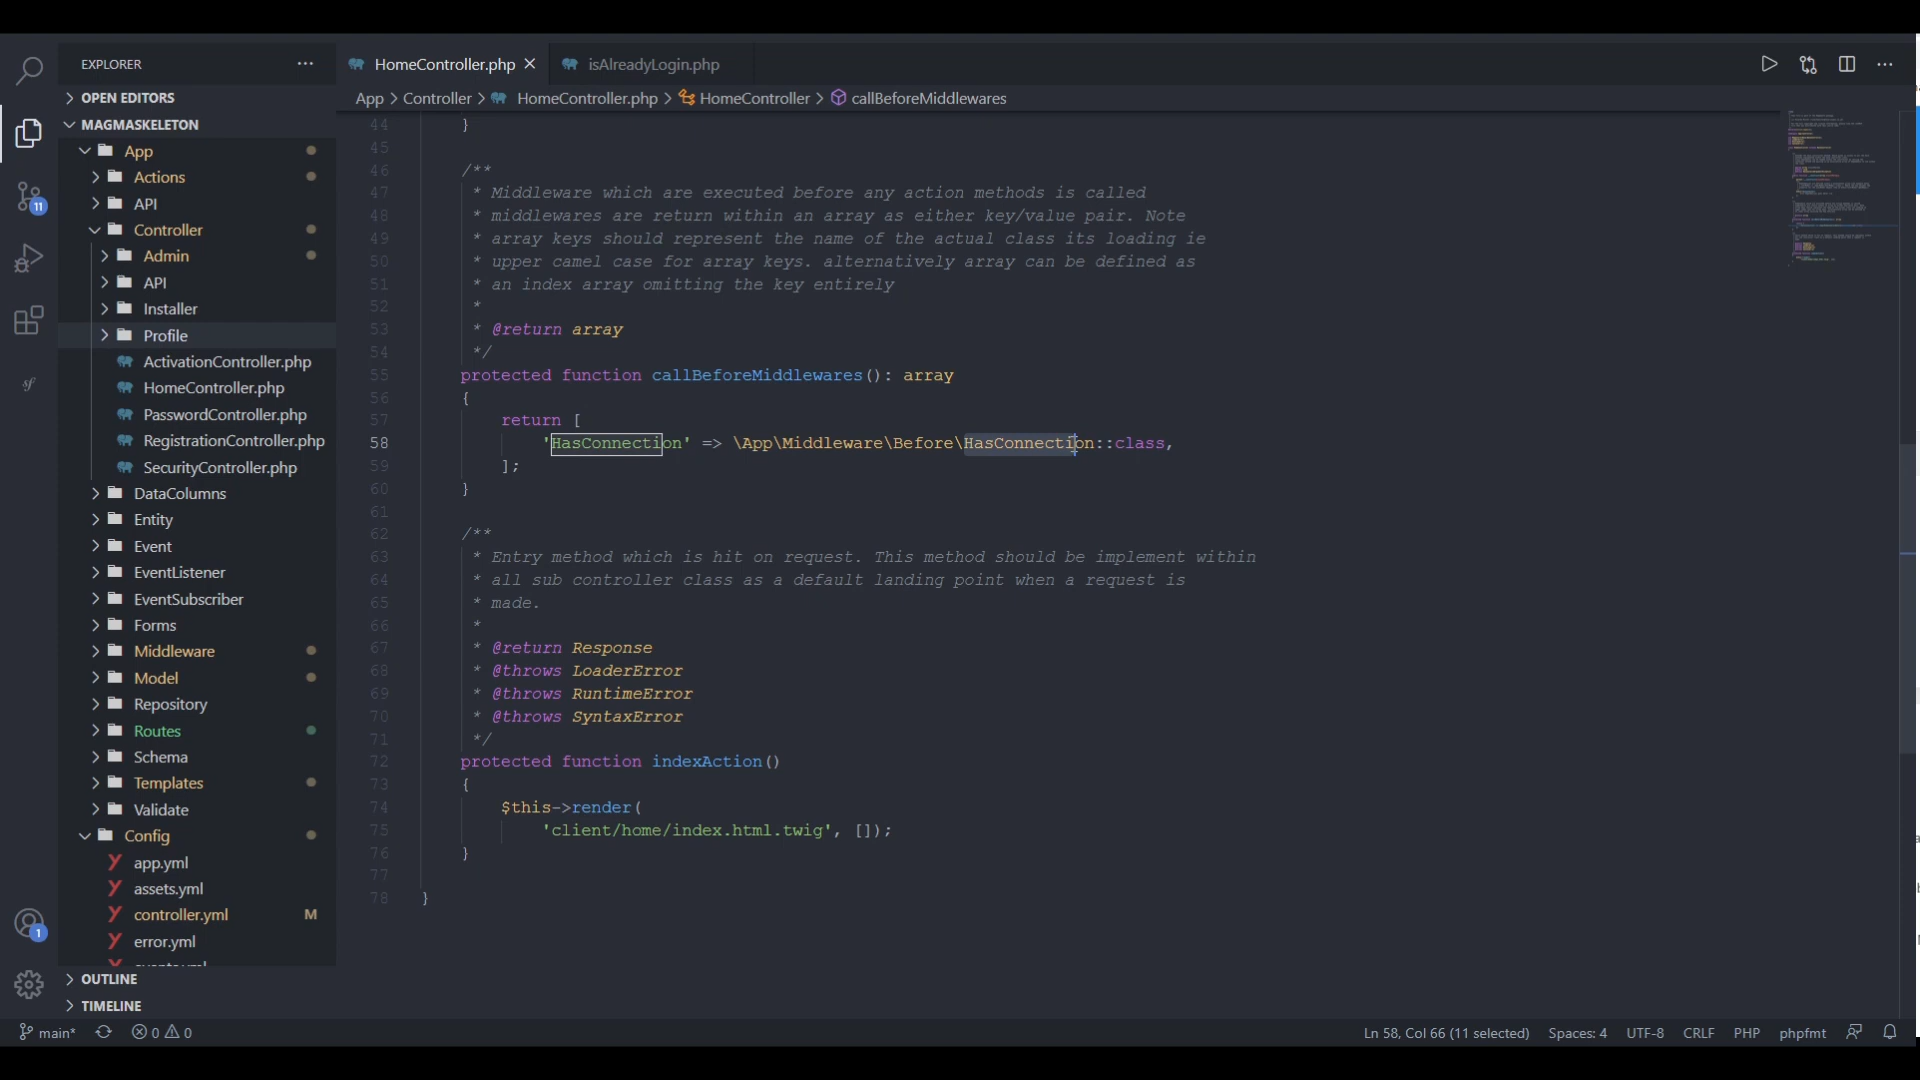 EXPLORER
OPEN EDITORS
MAGMASKELETON
App
Actions
API
Controller
Admin
API
Installer
Profile
ActivationController.php
HomeController.php
PasswordController.php
RegistrationController.php
SecurityController.php
DataColumns
Entity
Event
EventListener
EventSubscriber
Forms
Middleware
Model
Repository
Routes
Schema
Templates
Validate
Config
app.yml
assets.yml
controller.yml M
error.yml
OUTLINE
TIMELINE
11
1
sf
HomeController.php isAlreadyLogin.php
App > Controller > HomeController.php > HomeController > callBeforeMiddlewares
44 }
45
46 /**
47 * Middleware which are executed before any action methods is called
48 * middlewares are return within an array as either key/value pair. Note
49 * array keys should represent the name of the actual class its loading ie
50 * upper camel case for array keys. alternatively array can be defined as
51 * an index array omitting the key entirely
52 *
53 * @return array
54 */
55 protected function callBeforeMiddlewares(): array
56 {
57 return [
58 'HasConnection' => \App\Middleware\Before\HasConnection::class,
59 ];
60 }
61
62 /**
63 * Entry method which is hit on request. This method should be implement within
64 * all sub controller class as a default landing point when a request is
65 * made.
66 *
67 * @return Response
68 * @throws LoaderError
69 * @throws RuntimeError
70 * @throws SyntaxError
71 */
72 protected function indexAction()
73 {
74 $this->render(
75 'client/home/index.html.twig', []);
76 }
77
78 }
main* 0 0 Ln 58, Col 66 (11 selected) Spaces: 4 UTF-8 CRLF PHP phpfmt